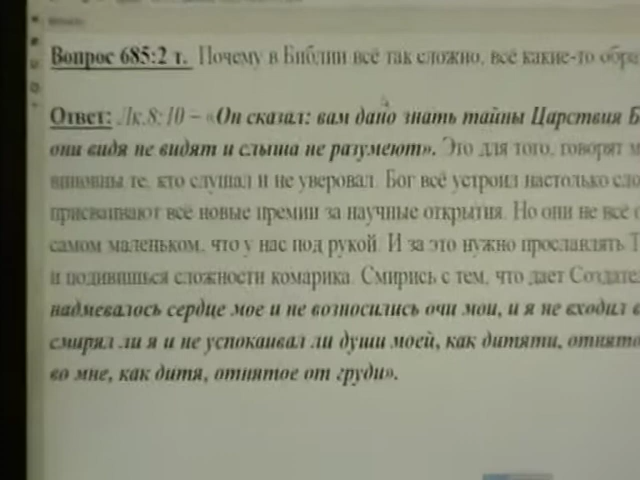 Вопрос 685:2 т. Почему в Библии всё так сложно, всё какие-то обра
Ответ: Лк.8:10 – «Он сказал: вам дано знать тайны Царствия Б
они видя не видят и слыша не разумеют». Это для того, говорят м
виновны те, кто слушал и не уверовал. Бог всё устроил настолько сло
присваивают всё новые премии за научные открытия. Но они не всё
самом маленьком, что у нас под рукой. И за это нужно прославлять Т
и подивишься сложности комарика. Смирись с тем, что дает Создате
надмевалось сердце мое и не возносились очи мои, и я не входил в
смирял ли я и не успокаивал ли души моей, как дитяти, отнято
во мне, как дитя, отнятое от груди».